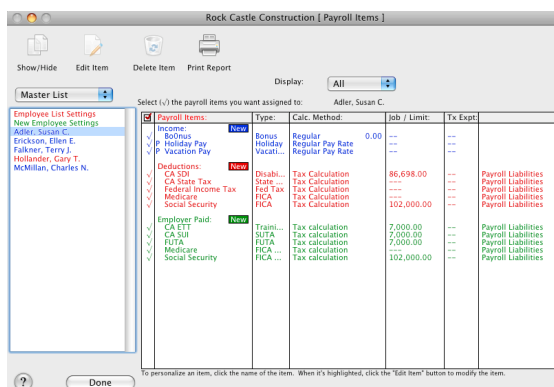 Rock Castle Construction [ Payroll Items ]
Show/Hide Edit Item Delete Item Print Report
Display: All
Master List
Select (√) the payroll items you want assigned to: Adler, Susan C.
Employee List Settings
New Employee Settings
Adler, Susan C.
Erickson, Ellen E.
Falkner, Terry J.
Hollander, Gary T.
McMillan, Charles N.
Payroll Items: Type: Calc. Method: Job / Limit: Tx Expt:
Income: New
√ Bo0nus Bonus Regular 0.00 --
√ P Holiday Pay Holiday Regular Pay Rate --
√ P Vacation Pay Vacati... Regular Pay Rate --
Deductions: New
√ CA SDI Disabi... Tax Calculation 86,698.00 -- Payroll Liabilities
√ CA State Tax State ... Tax Calculation --- -- Payroll Liabilities
√ Federal Income Tax Fed Tax Tax Calculation --- -- Payroll Liabilities
√ Medicare FICA Tax Calculation --- -- Payroll Liabilities
√ Social Security FICA Tax Calculation 102,000.00 -- Payroll Liabilities
Employer Paid: New
√ CA ETT Traini... Tax calculation 7,000.00 -- Payroll Liabilities
√ CA SUI SUTA Tax calculation 7,000.00 -- Payroll Liabilities
√ FUTA FUTA Tax calculation 7,000.00 -- Payroll Liabilities
√ Medicare FICA ... Tax calculation --- -- Payroll Liabilities
√ Social Security FICA ... Tax calculation 102,000.00 -- Payroll Liabilities
To personalize an item, click the name of the item. When it's highlighted, click the "Edit Item" button to modify the item.
? Done